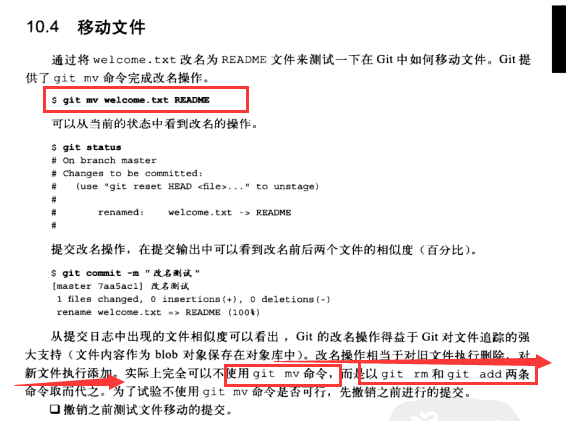 10.4 移动文件
通过将 welcome.txt 改名为 README 文件来测试一下在 Git 中如何移动文件。Git 提
供了 git mv 命令完成改名操作。
$ git mv welcome.txt README
可以从当前的状态中看到改名的操作。
$ git status
# On branch master
# Changes to be committed:
#   (use "git reset HEAD <file>..." to unstage)
#
#       renamed:    welcome.txt -> README
#
提交改名操作，在提交输出中可以看到改名前后两个文件的相似度（百分比）。
$ git commit -m "改名测试"
[master 7aa5ac1] 改名测试
 1 files changed, 0 insertions(+), 0 deletions(-)
 rename welcome.txt => README (100%)
从提交日志中出现的文件相似度可以看出，Git 的改名操作得益于 Git 对文件追踪的强
大支持（文件内容作为 blob 对象保存在对象库中）。改名操作相当于对旧文件执行删除，对
新文件执行添加。实际上完全可以不使用 git mv 命令，而是以 git rm 和 git add 两条
命令取而代之。为了试验不使用 git mv 命令是否可行，先撤销之前进行的提交。
❑ 撤销之前测试文件移动的提交。